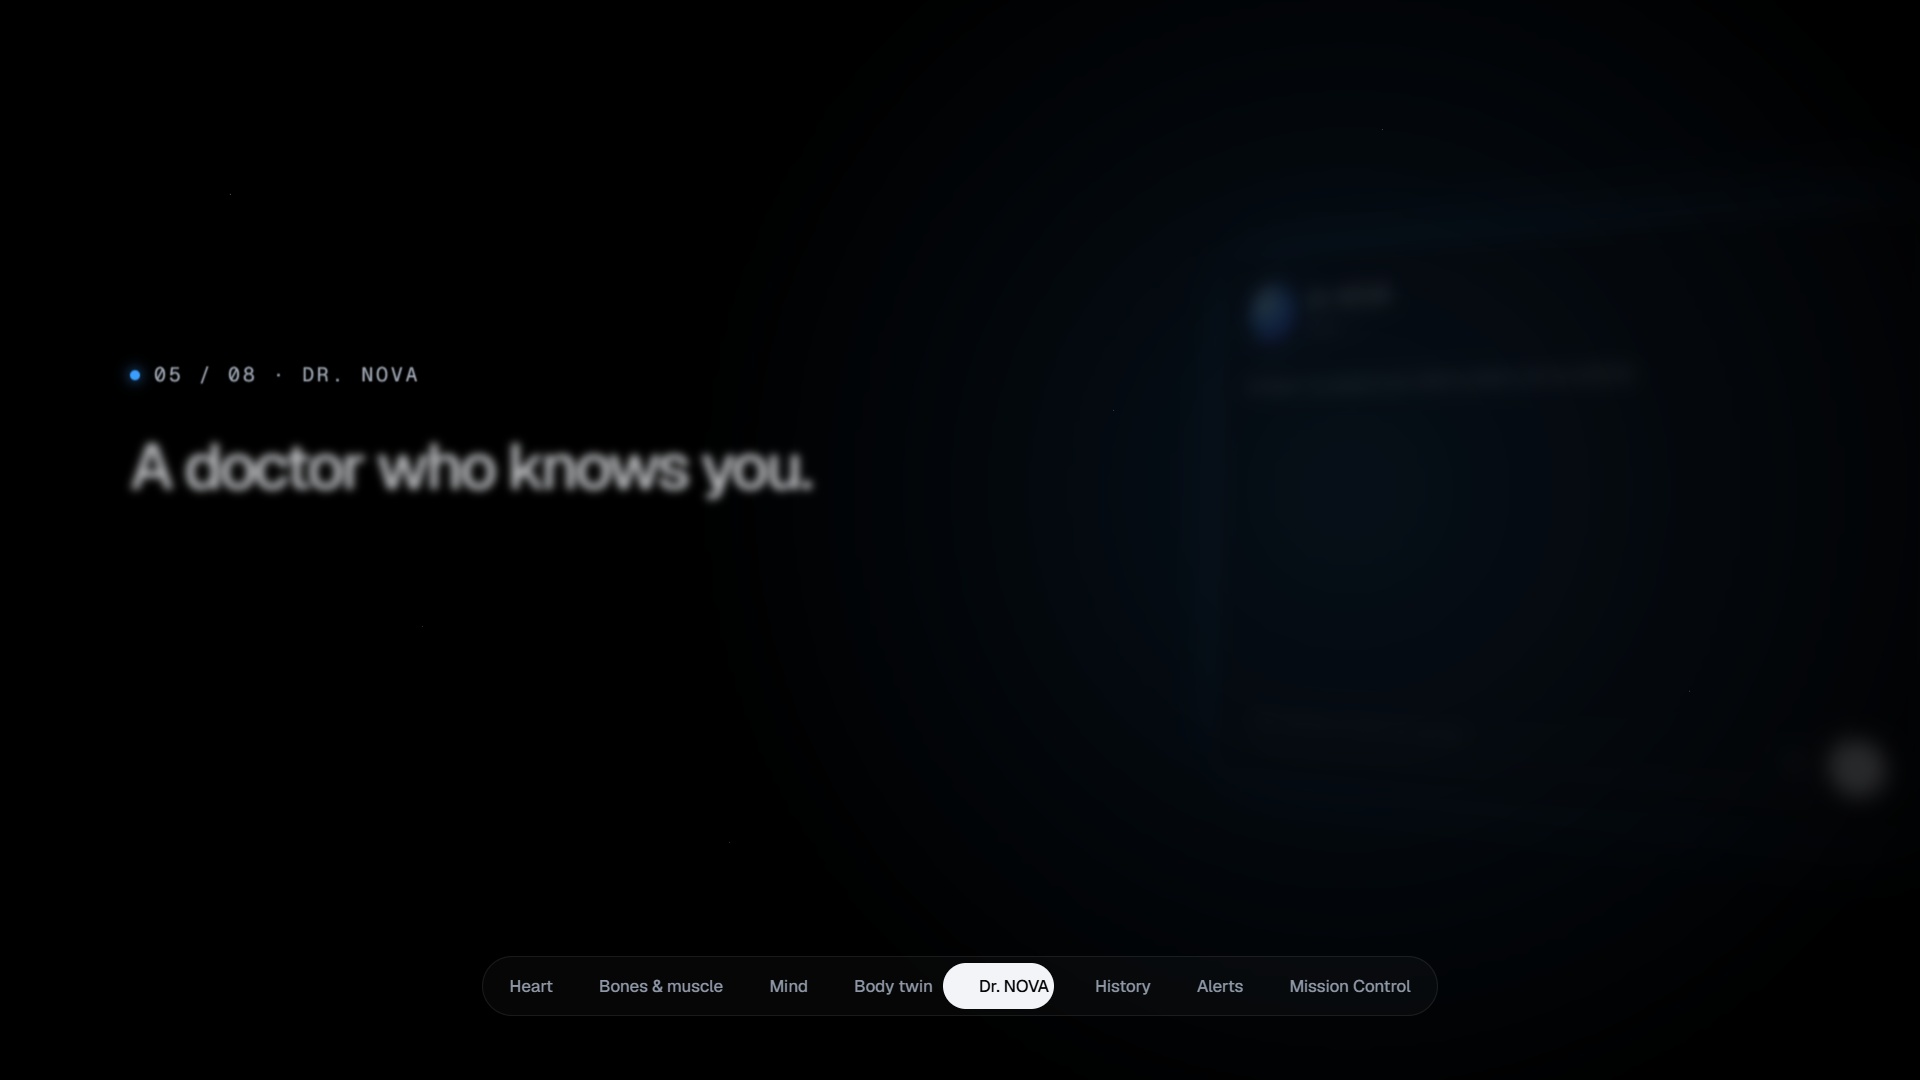 05 / 08 · DR. NOVA
A doctor who knows you.
Heart
Bones & muscle
Mind
Body twin
Dr. NOVA
History
Alerts
Mission Control